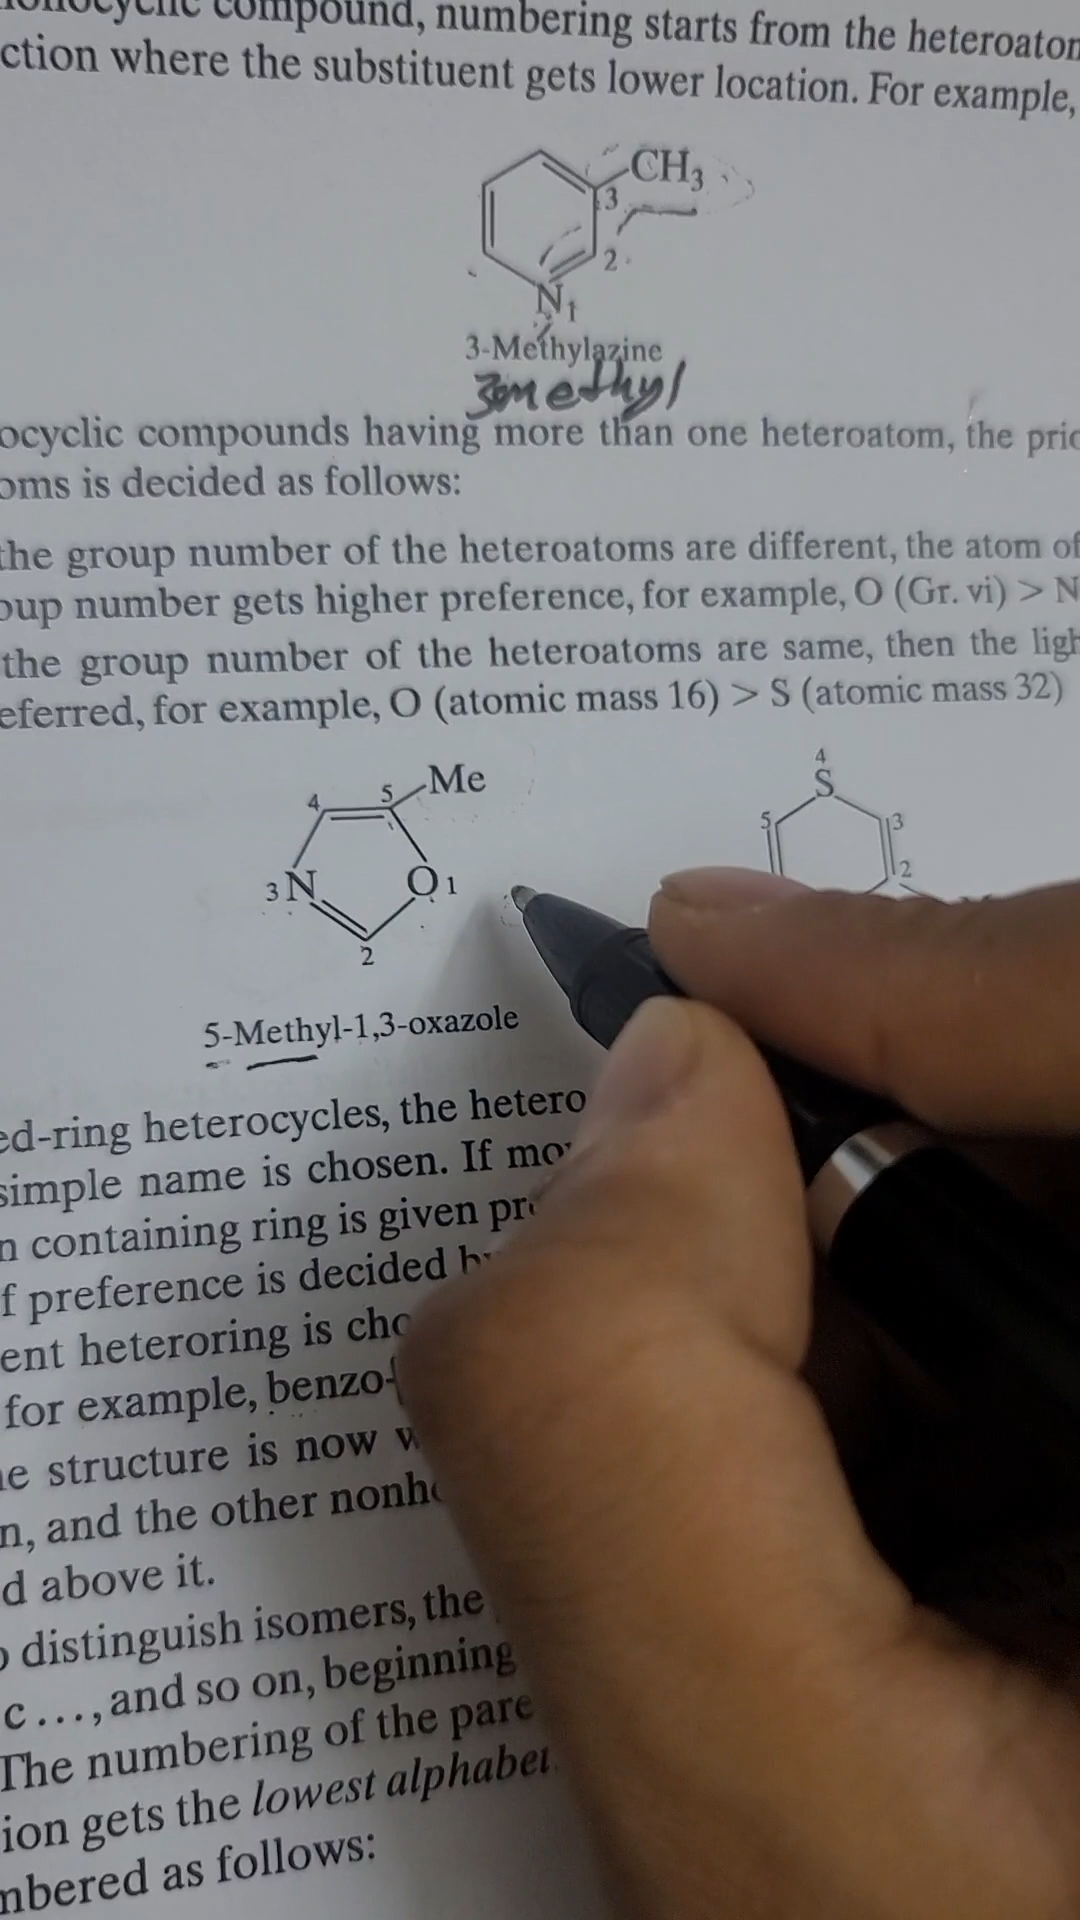 compound, numbering starts from the heteroatom
ction where the substituent gets lower location. For example,
CH3
3
2
N1
3-Methylazine
3methyl
ocyclic compounds having more than one heteroatom, the prio
oms is decided as follows:
the group number of the heteroatoms are different, the atom of
oup number gets higher preference, for example, O (Gr. vi) > N
the group number of the heteroatoms are same, then the ligh
eferred, for example, O (atomic mass 16) > S (atomic mass 32)
4
5
Me
3 N
O 1
2
4
S
5
3
2
5-Methyl-1,3-oxazole
ed-ring heterocycles, the hetero
simple name is chosen. If mo
n containing ring is given pr
f preference is decided b
ent heteroring is cho
for example, benzo-
e structure is now w
n, and the other nonhe
d above it.
distinguish isomers, the
c . . . , and so on, beginning
The numbering of the pare
ion gets the lowest alphabet
mbered as follows: